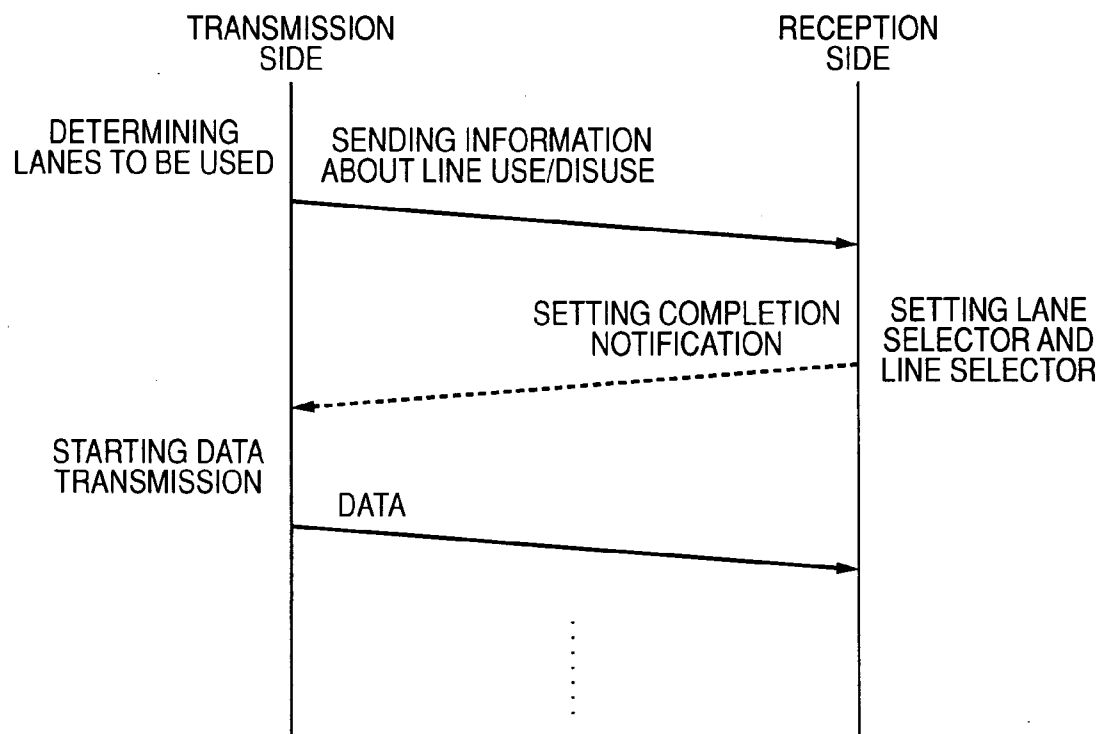 TRANSMISSION
SIDE
RECEPTION
SIDE
DETERMINING
LANES TO BE USED
SENDING INFORMATION
ABOUT LINE USE/DISUSE
SETTING COMPLETION
NOTIFICATION
SETTING LANE
SELECTOR AND
LINE SELECTOR
STARTING DATA
TRANSMISSION
DATA